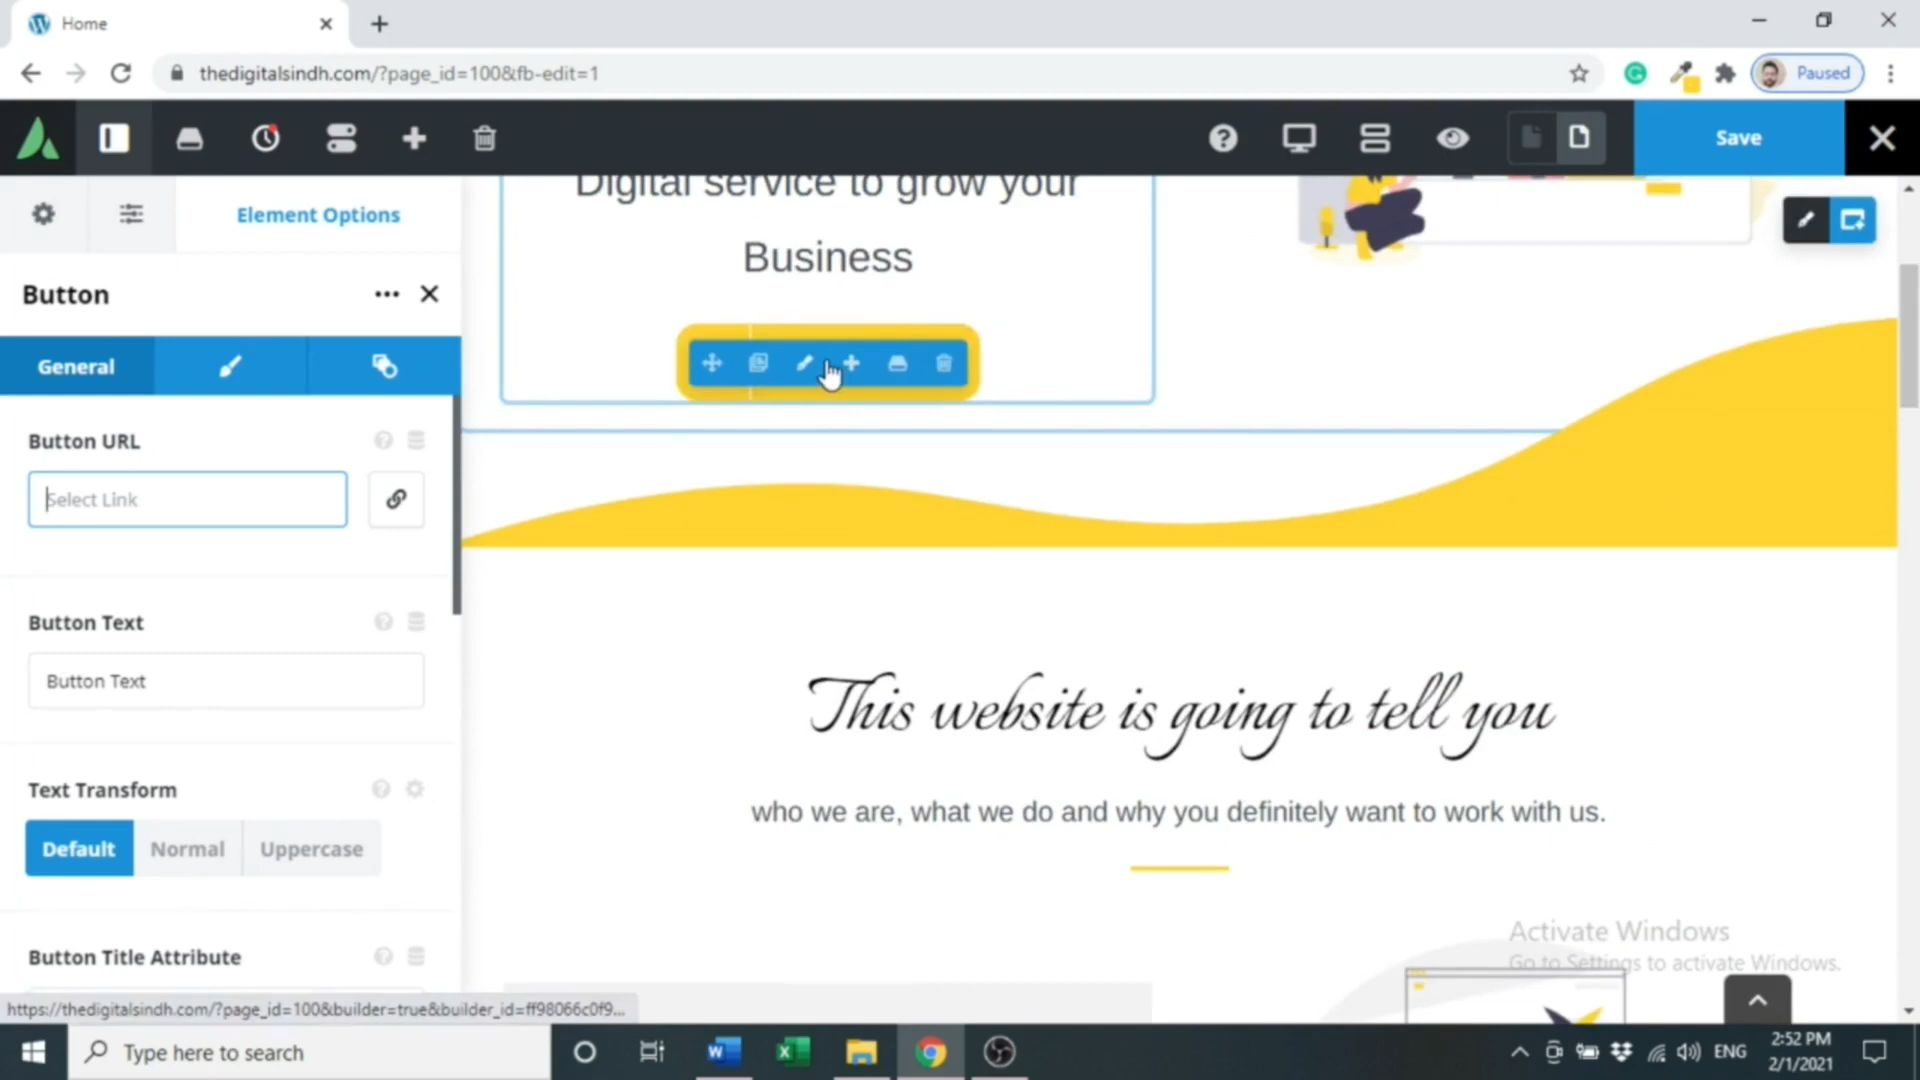 Home
thedigitalsindh.com/?page_id=100&fb-edit=1
Paused
Save
Element Options
Button
General
Button URL
Select Link
Button Text
Button Text
Text Transform
Default
Normal
Uppercase
Button Title Attribute
https://thedigitalsindh.com/?page_id=100&builder=true&builder_id=ff98066c0f9...
Digital service to grow your
Business
This website is going to tell you
who we are, what we do and why you definitely want to work with us.
Activate Windows
Go to Settings to activate Windows.
Type here to search
ENG
2:52 PM
2/1/2021